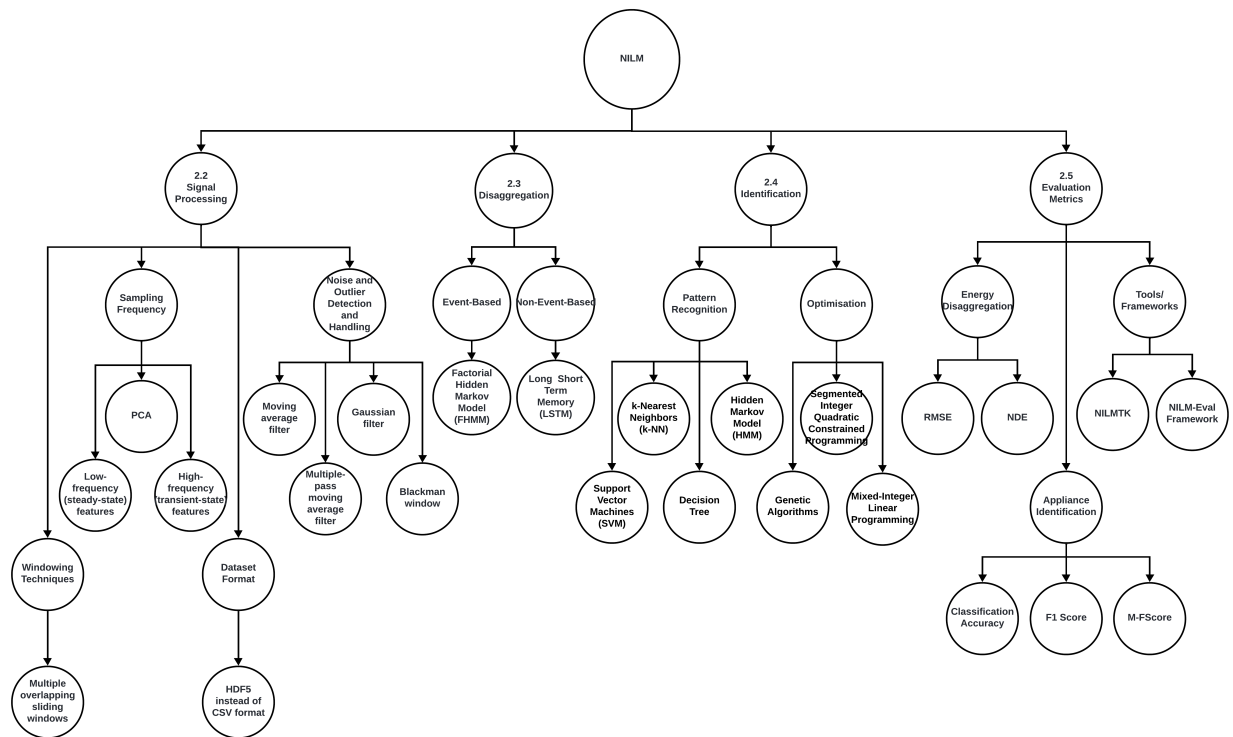 NILM
2.2
Signal
Processing
2.3
Disaggregation
2.4
Identification
2.5
Evaluation
Metrics
Sampling
Frequency
Noise and
Outlier
Detection
and
Handling
Event-Based
Non-Event-Based
Pattern
Recognition
Optimisation
Energy
Disaggregation
Tools/
Frameworks
PCA
Moving
average
filter
Gaussian
filter
Factorial
Hidden
Markov
Model
(FHMM)
Long Short
Term
Memory
(LSTM)
k-Nearest
Neighbors
(k-NN)
Hidden
Markov
Model
(HMM)
Segmented
Integer
Quadratic
Constrained
Programming
RMSE
NDE
NILMTK
NILM-Eval
Framework
Low-
frequency
(steady-state)
features
High-
frequency
'transient-state'
features
Multiple-
pass
moving
average
filter
Blackman
window
Support
Vector
Machines
(SVM)
Decision
Tree
Genetic
Algorithms
Mixed-Integer
Linear
Programming
Appliance
Identification
Windowing
Techniques
Dataset
Format
Classification
Accuracy
F1 Score
M-FScore
Multiple
overlapping
sliding
windows
HDF5
instead of
CSV format